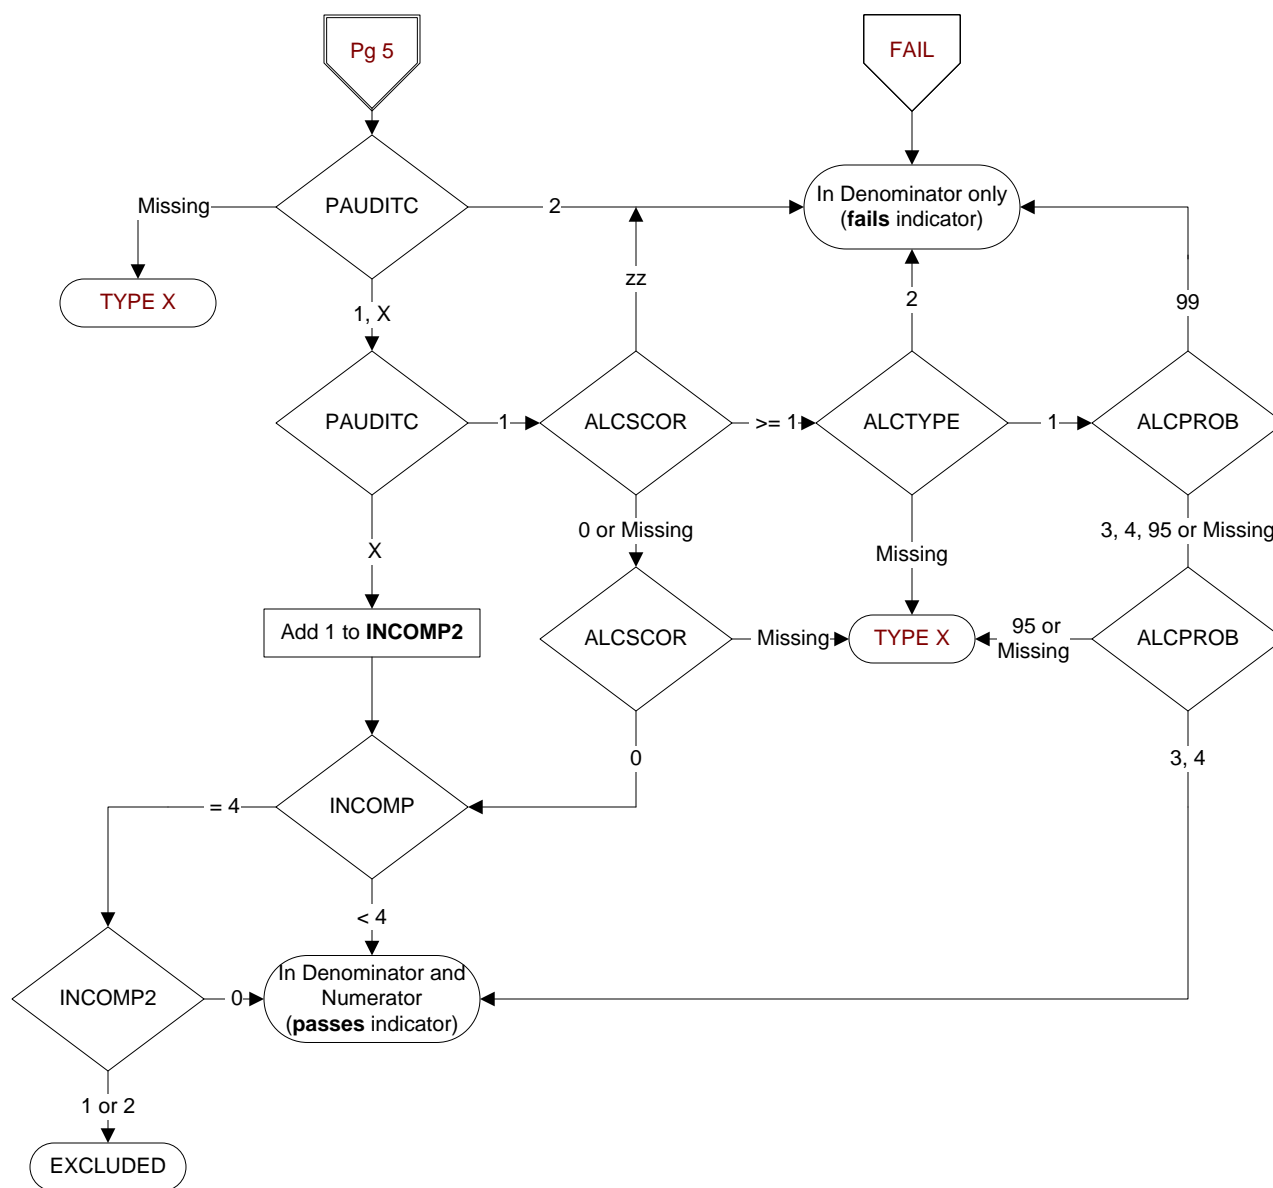 Pg 5
FAIL
Missing
PAUDITC
2
In Denominator only
(fails indicator)
TYPE X
zz
1, X
2
99
PAUDITC
1
ALCSCOR
>= 1
ALCTYPE
1
ALCPROB
X
0 or Missing
Missing
3, 4, 95 or Missing
Add 1 to INCOMP2
ALCSCOR
Missing
TYPE X
95 or
Missing
ALCPROB
0
3, 4
= 4
INCOMP
< 4
INCOMP2
0
In Denominator and
Numerator
(passes indicator)
1 or 2
EXCLUDED